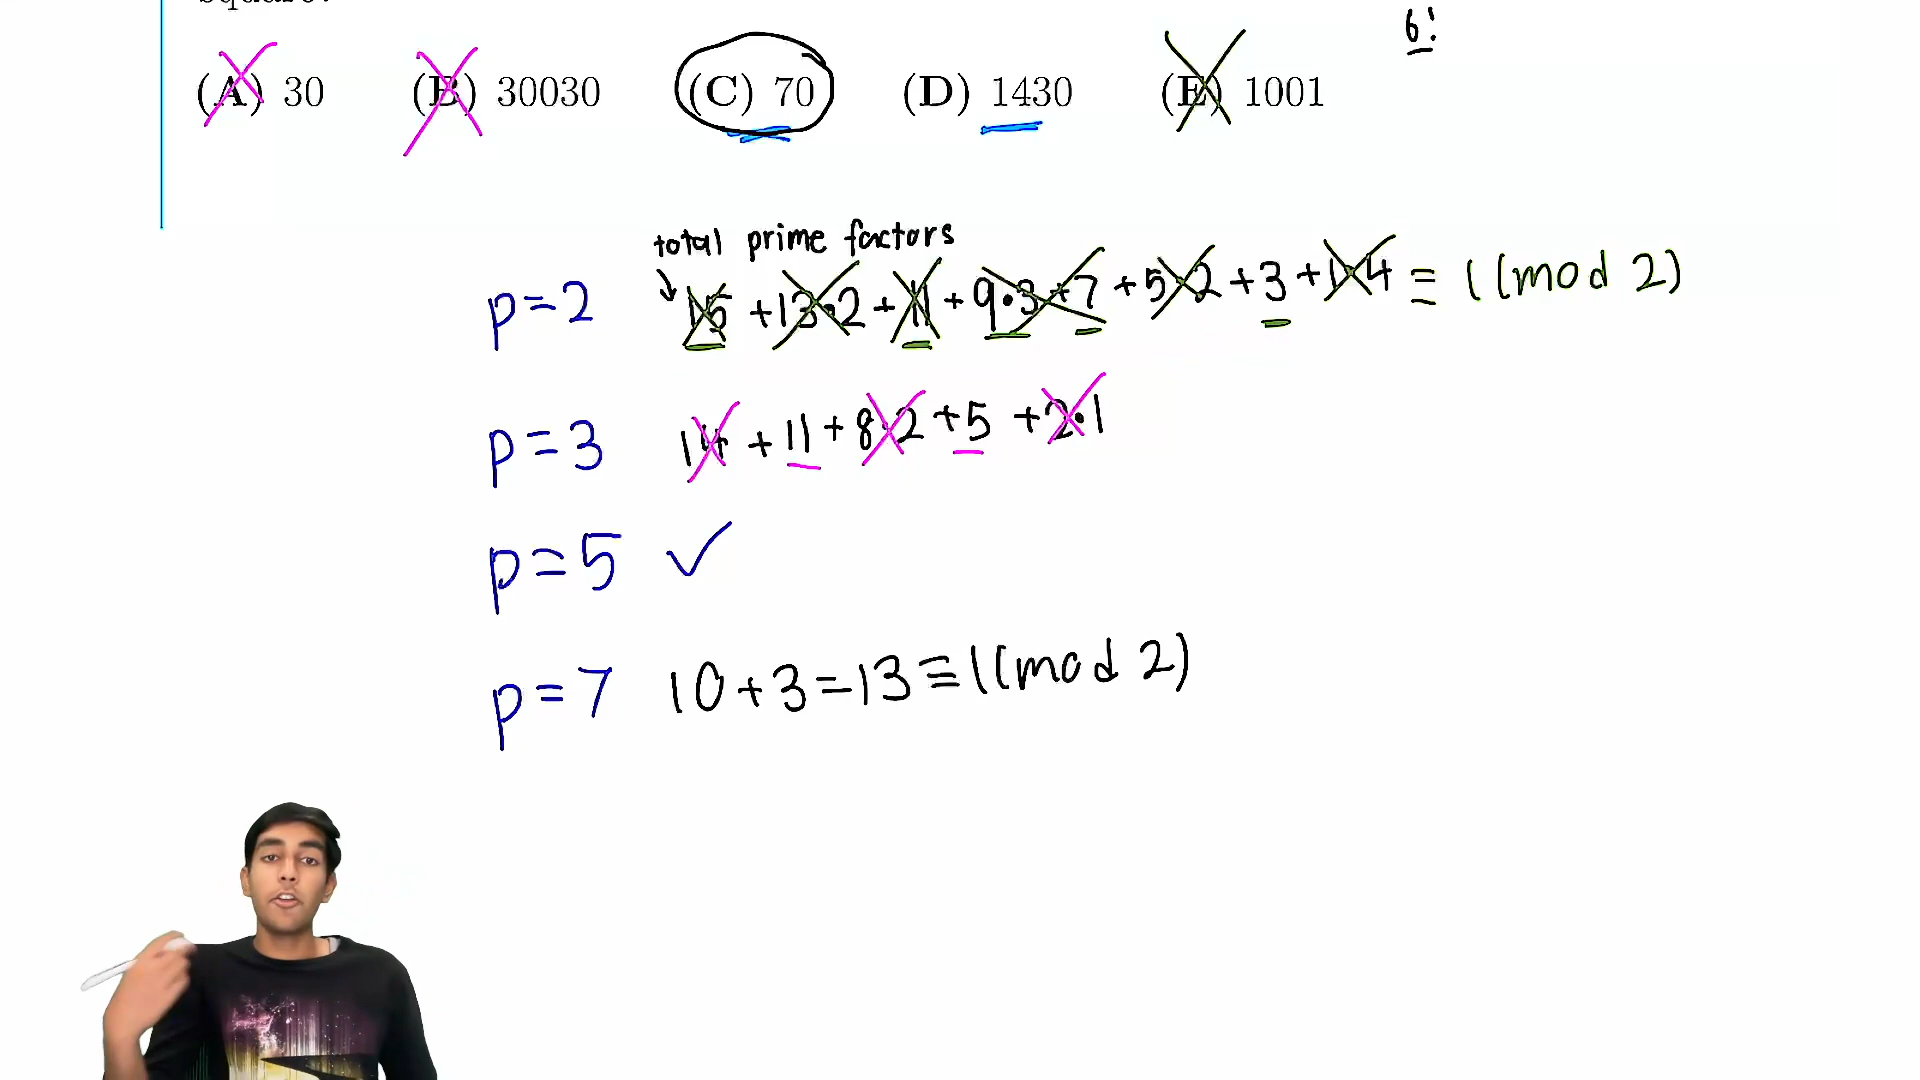 6!
(A) 30 (B) 30030 (C) 70 (D) 1430 (E) 1001
total prime factors
p=2 15 +13·2 + 11 + 9·3 +7 + 5·2 + 3 + 1·4 ≡ 1 (mod 2)
p=3 14 + 11 + 8·2 + 5 + 2·1
p=5 ✓
p=7 10+3=13≡1(mod 2)